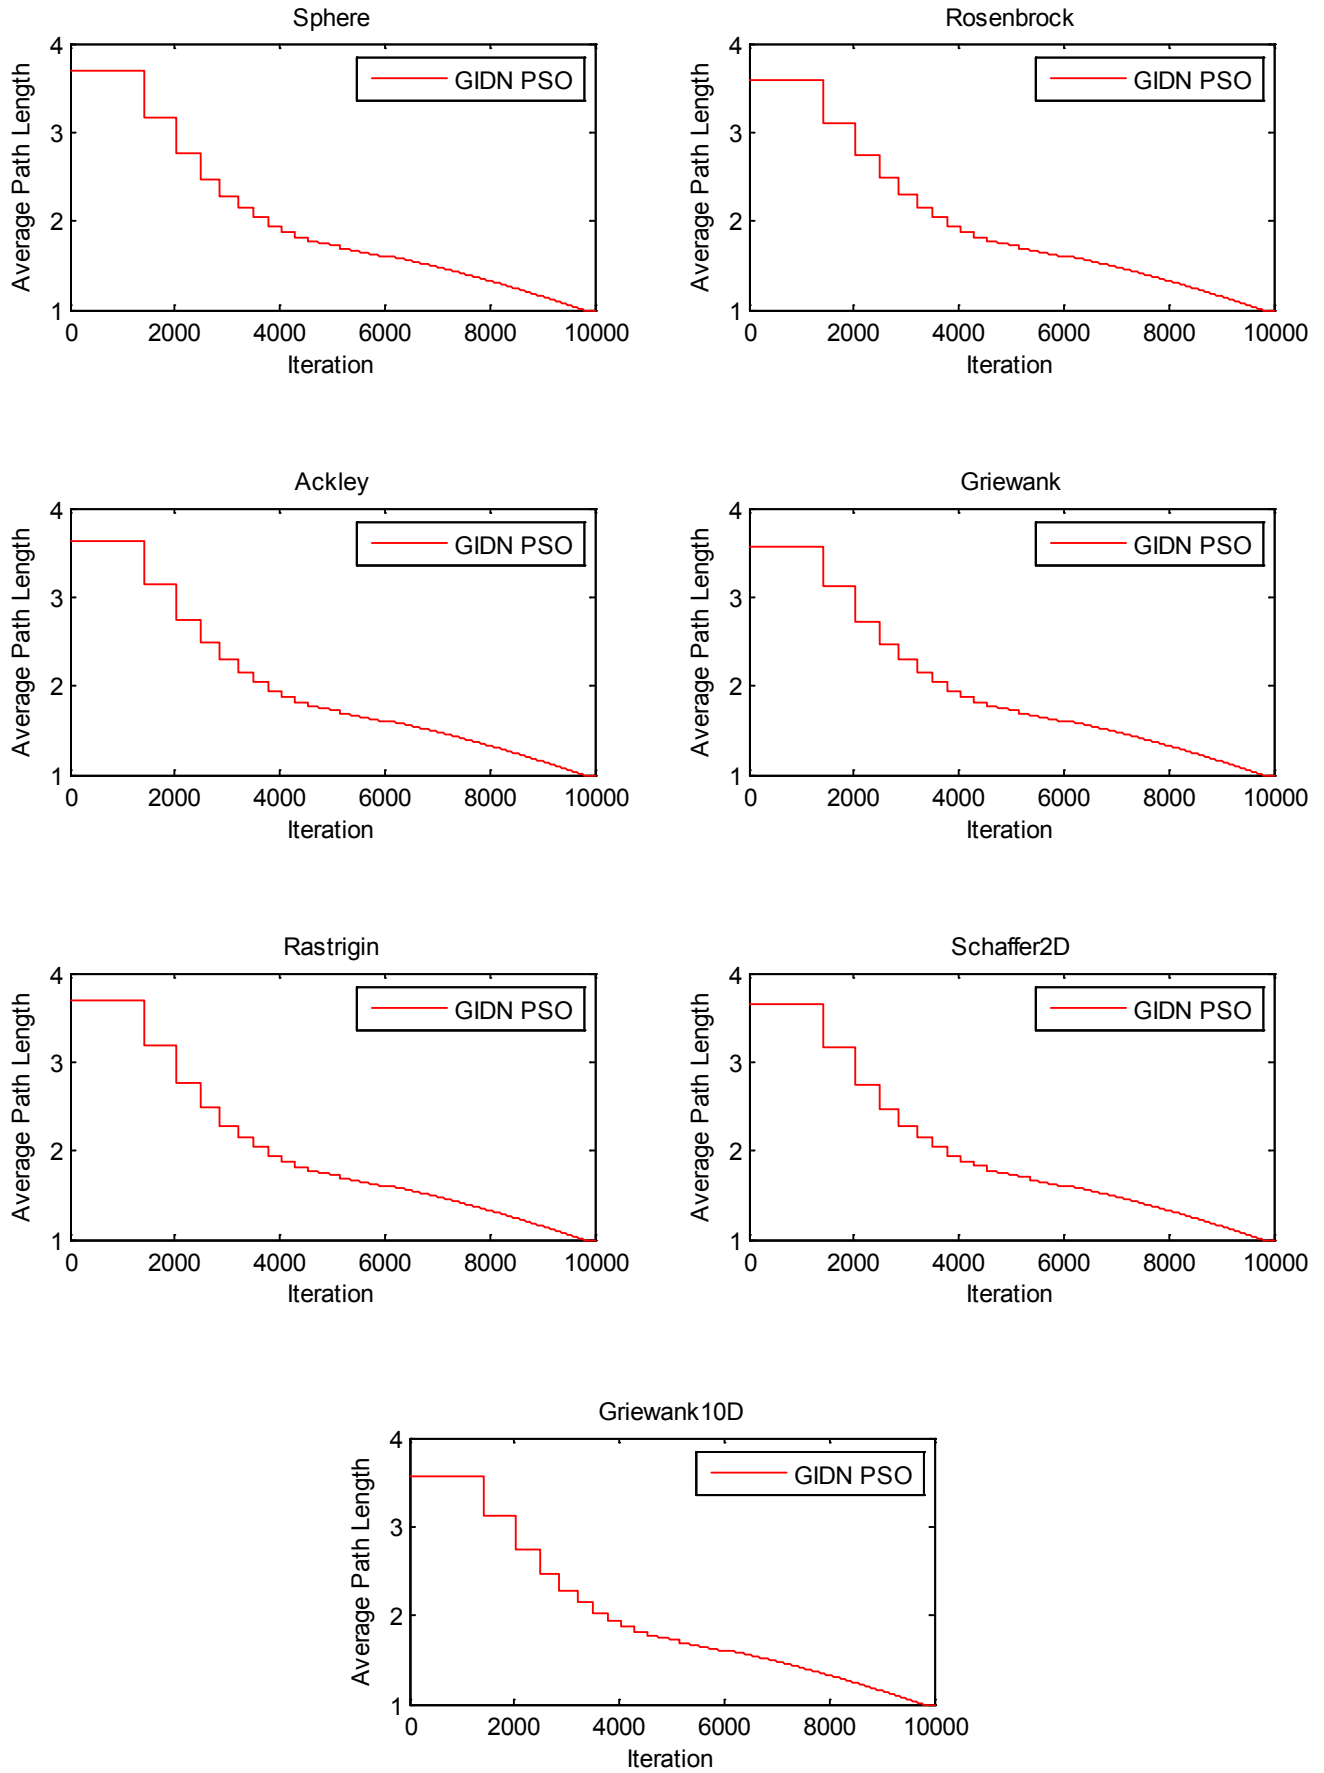 Sphere
4
3
2
1
Average Path Length
GIDN PSO
0 2000 4000 6000 8000 10000
Iteration
Rosenbrock
4
3
2
1
Average Path Length
GIDN PSO
0 2000 4000 6000 8000 10000
Iteration
Ackley
4
3
2
1
Average Path Length
GIDN PSO
0 2000 4000 6000 8000 10000
Iteration
Griewank
4
3
2
1
Average Path Length
GIDN PSO
0 2000 4000 6000 8000 10000
Iteration
Rastrigin
4
3
2
1
Average Path Length
GIDN PSO
0 2000 4000 6000 8000 10000
Iteration
Schaffer2D
4
3
2
1
Average Path Length
GIDN PSO
0 2000 4000 6000 8000 10000
Iteration
Griewank10D
4
3
2
1
Average Path Length
GIDN PSO
0 2000 4000 6000 8000 10000
Iteration